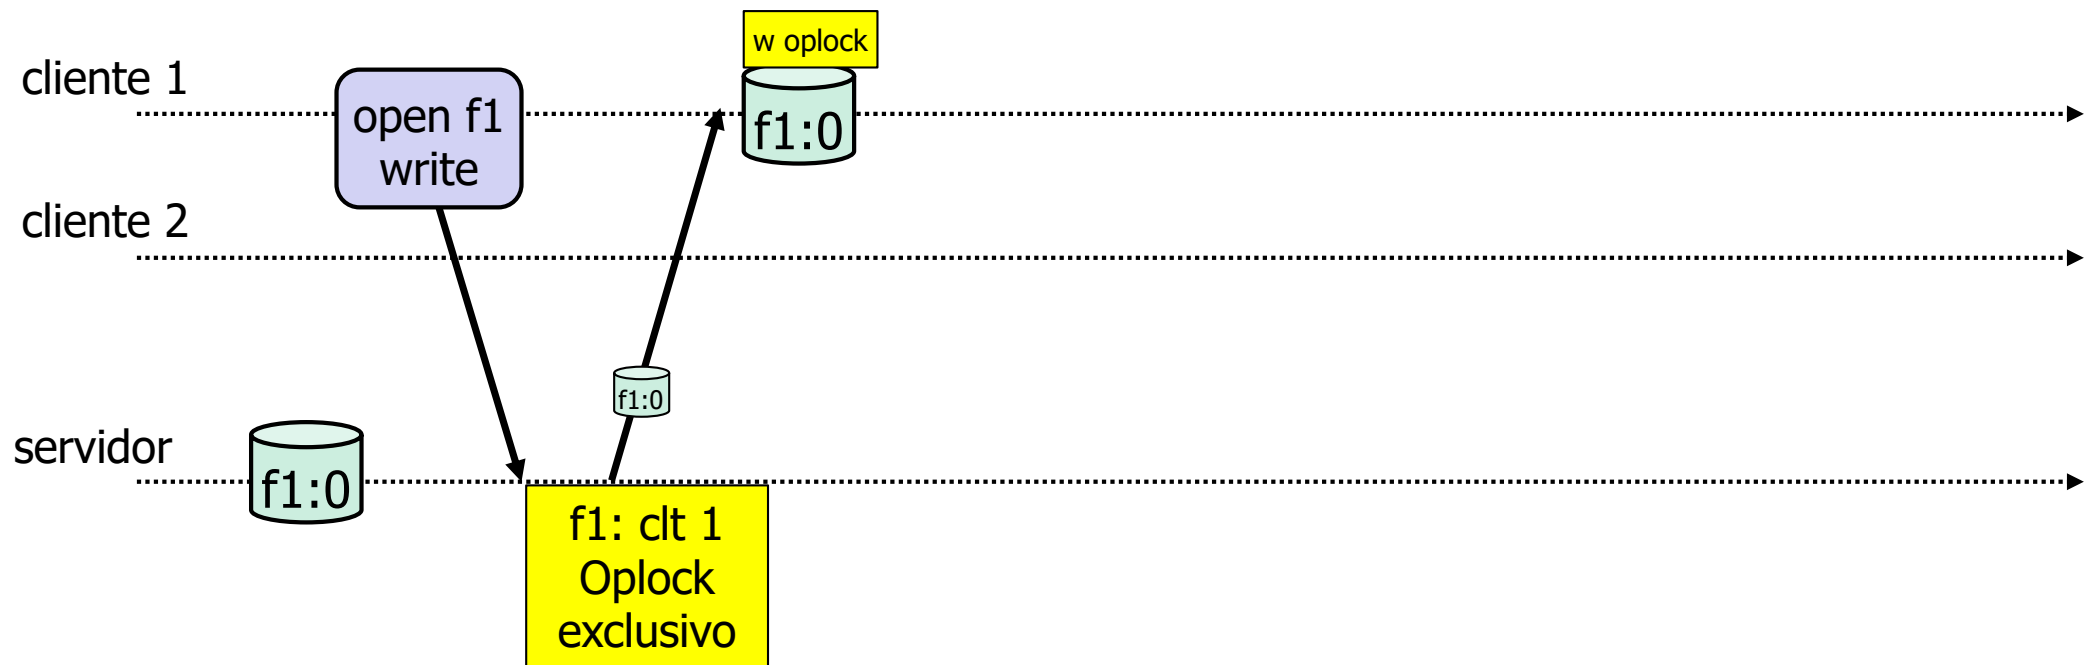 w oplock
cliente 1
open f1
write
f1:0
cliente 2
f1:0
servidor
f1:0
f1: clt 1
Oplock
exclusivo